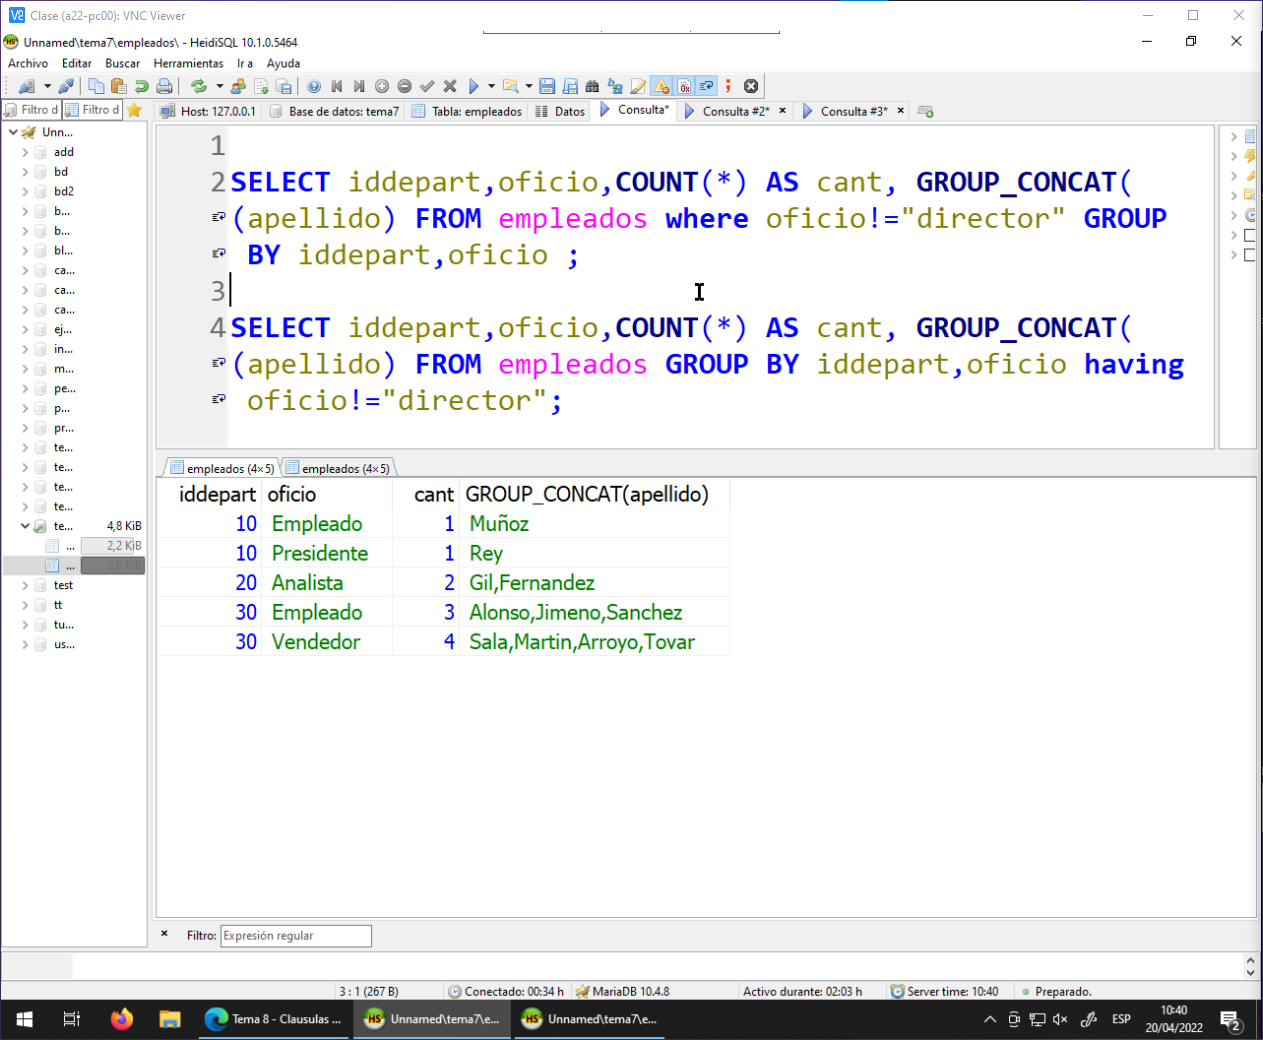 Clase (a22-pc00): VNC Viewer
Unnamed\tema7\empleados\ - HeidiSQL 10.1.0.5464
Archivo Editar Buscar Herramientas Ir a Ayuda
Filtro d Filtro d Host: 127.0.0.1 Base de datos: tema7 Tabla: empleados Datos Consulta* Consulta #2* Consulta #3*
Unn...
add
bd
bd2
b...
b...
bl...
ca...
ca...
ca...
ej...
in...
m...
pe...
p...
pr...
te...
te...
te...
te...
te... 4,8 KiB
... 2,2 KiB
... 2,6 KiB
test
tt
tu...
us...
1
2 SELECT iddepart,oficio,COUNT(*) AS cant, GROUP_CONCAT(
(apellido) FROM empleados where oficio!="director" GROUP
BY iddepart,oficio ;
3
4 SELECT iddepart,oficio,COUNT(*) AS cant, GROUP_CONCAT(
(apellido) FROM empleados GROUP BY iddepart,oficio having
oficio!="director";
empleados (4×5) empleados (4×5)
iddepart oficio cant GROUP_CONCAT(apellido)
10 Empleado 1 Muñoz
10 Presidente 1 Rey
20 Analista 2 Gil,Fernandez
30 Empleado 3 Alonso,Jimeno,Sanchez
30 Vendedor 4 Sala,Martin,Arroyo,Tovar
Filtro: Expresión regular
3 : 1 (267 B) Conectado: 00:34 h MariaDB 10.4.8 Activo durante: 02:03 h Server time: 10:40 Preparado.
Tema 8 - Clausulas ... Unnamed\tema7\e... Unnamed\tema7\e... ESP 10:40
20/04/2022 2